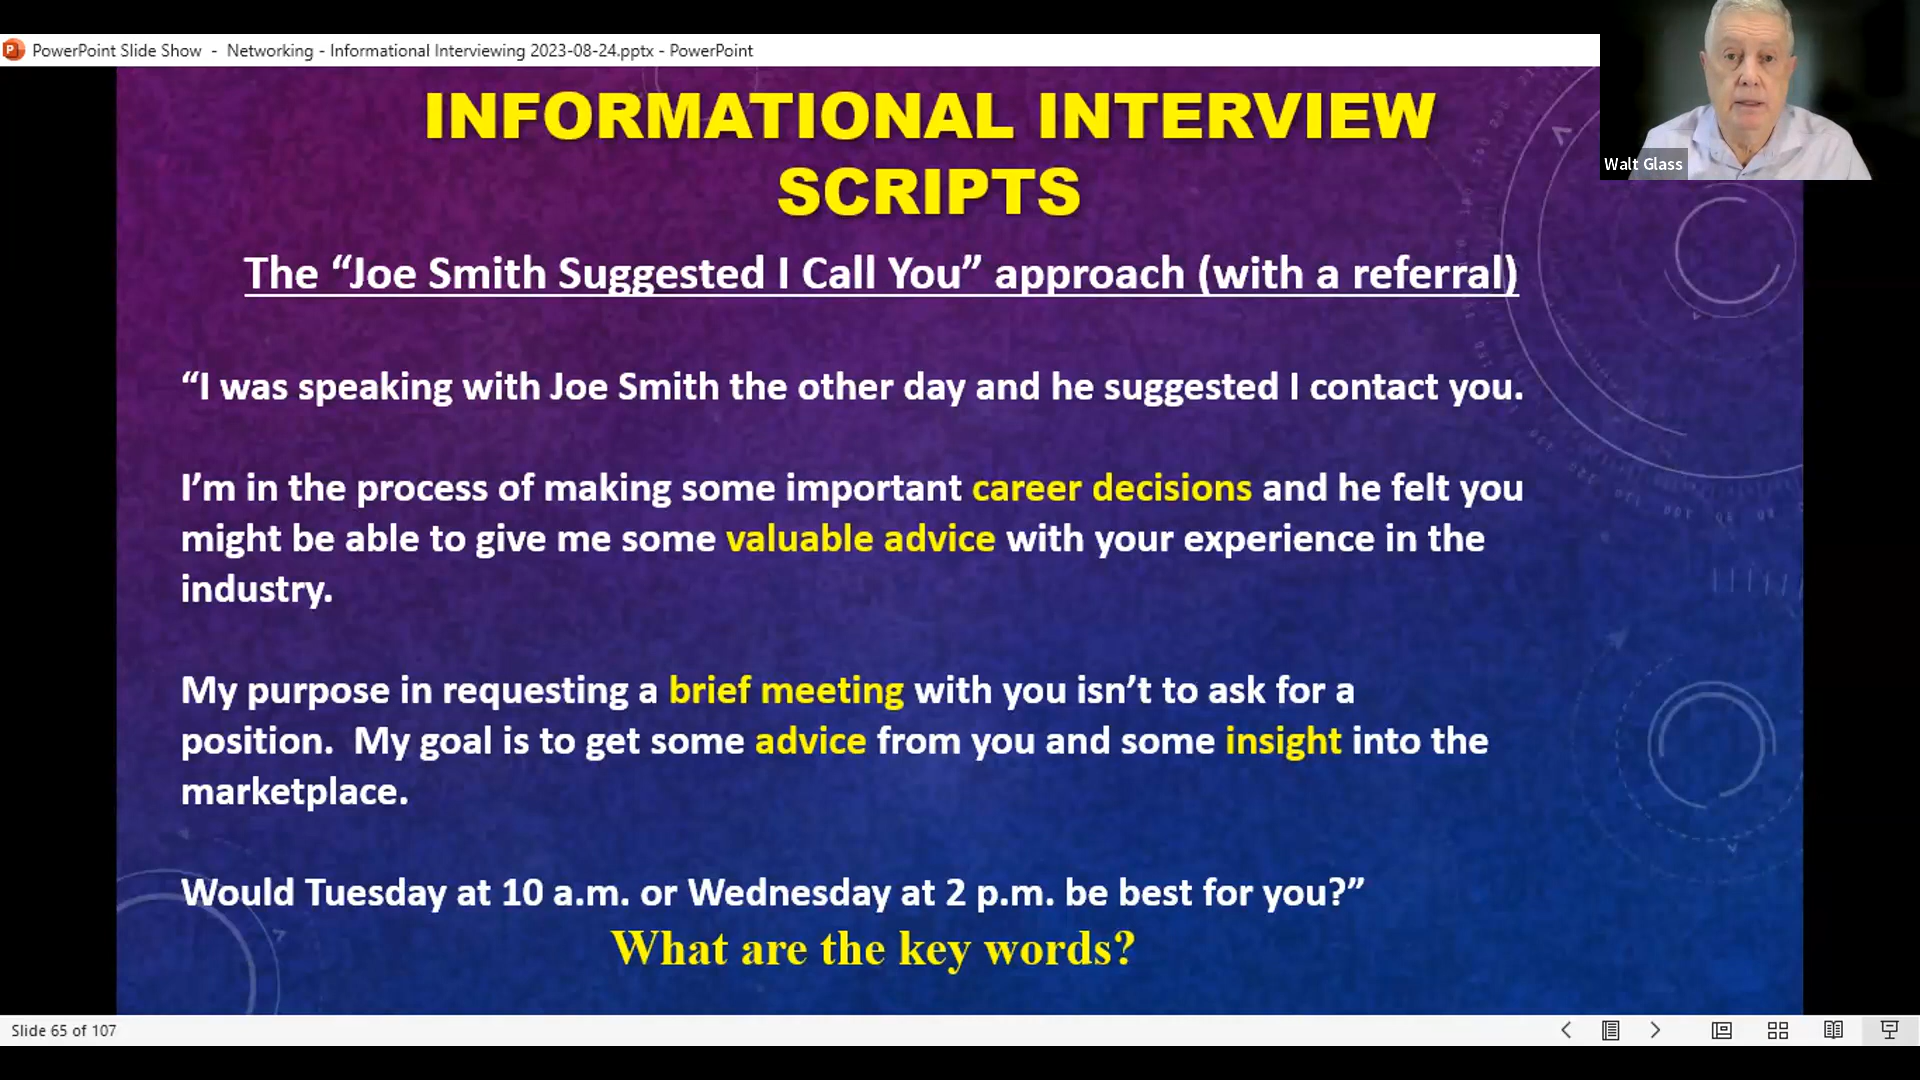 PowerPoint Slide Show - Networking - Informational Interviewing 2023-08-24.pptx - PowerPoint
Walt Glass
INFORMATIONAL INTERVIEW
SCRIPTS
The “Joe Smith Suggested I Call You” approach (with a referral)
“I was speaking with Joe Smith the other day and he suggested I contact you.
I’m in the process of making some important career decisions and he felt you
might be able to give me some valuable advice with your experience in the
industry.
My purpose in requesting a brief meeting with you isn’t to ask for a
position. My goal is to get some advice from you and some insight into the
marketplace.
Would Tuesday at 10 a.m. or Wednesday at 2 p.m. be best for you?”
What are the key words?
Slide 65 of 107